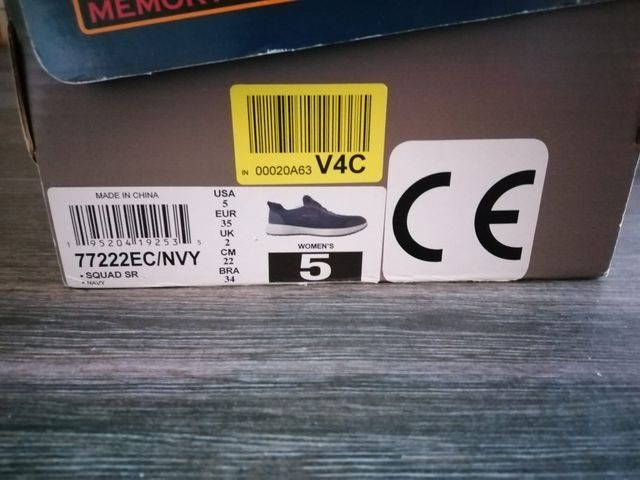 MEMORY
IN 00020A63 V4C
MADE IN CHINA
1 95204 19253 5
77222EC/NVY
• SQUAD SR
• NAVY
USA
5
EUR
35
UK
2
CM
22
BRA
34
WOMEN'S
5
CE